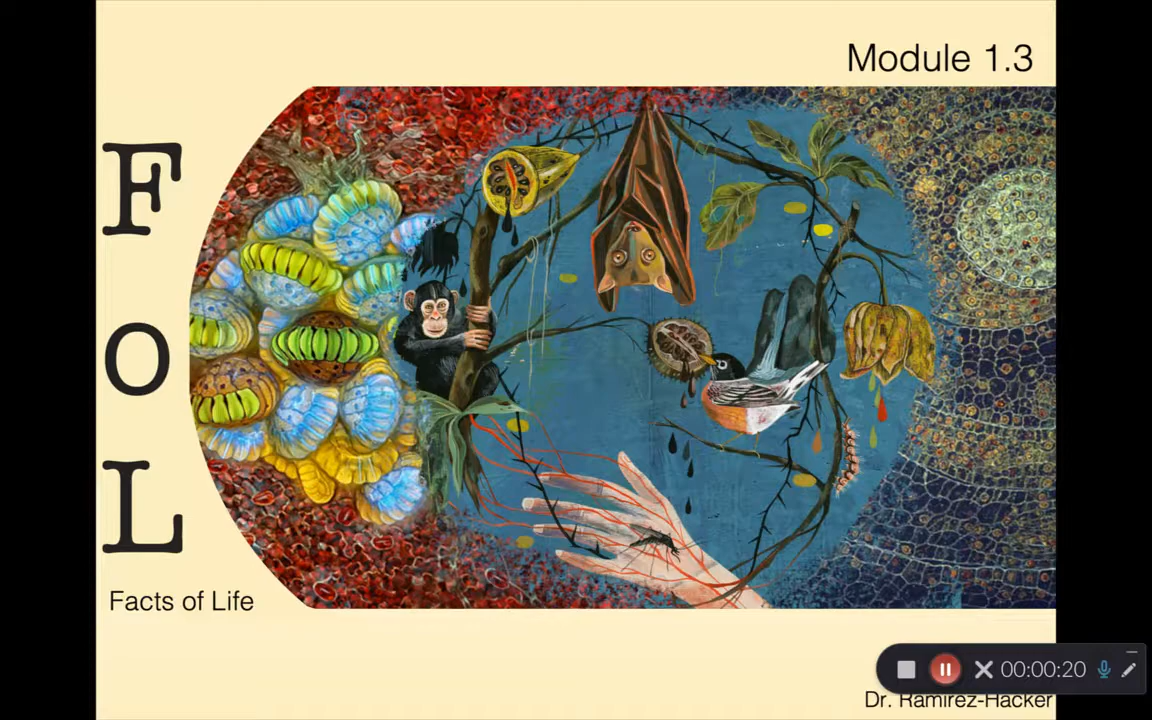 Module 1.3
F
O
L
Facts of Life
00:00:20
Dr. Ramirez-Hacker